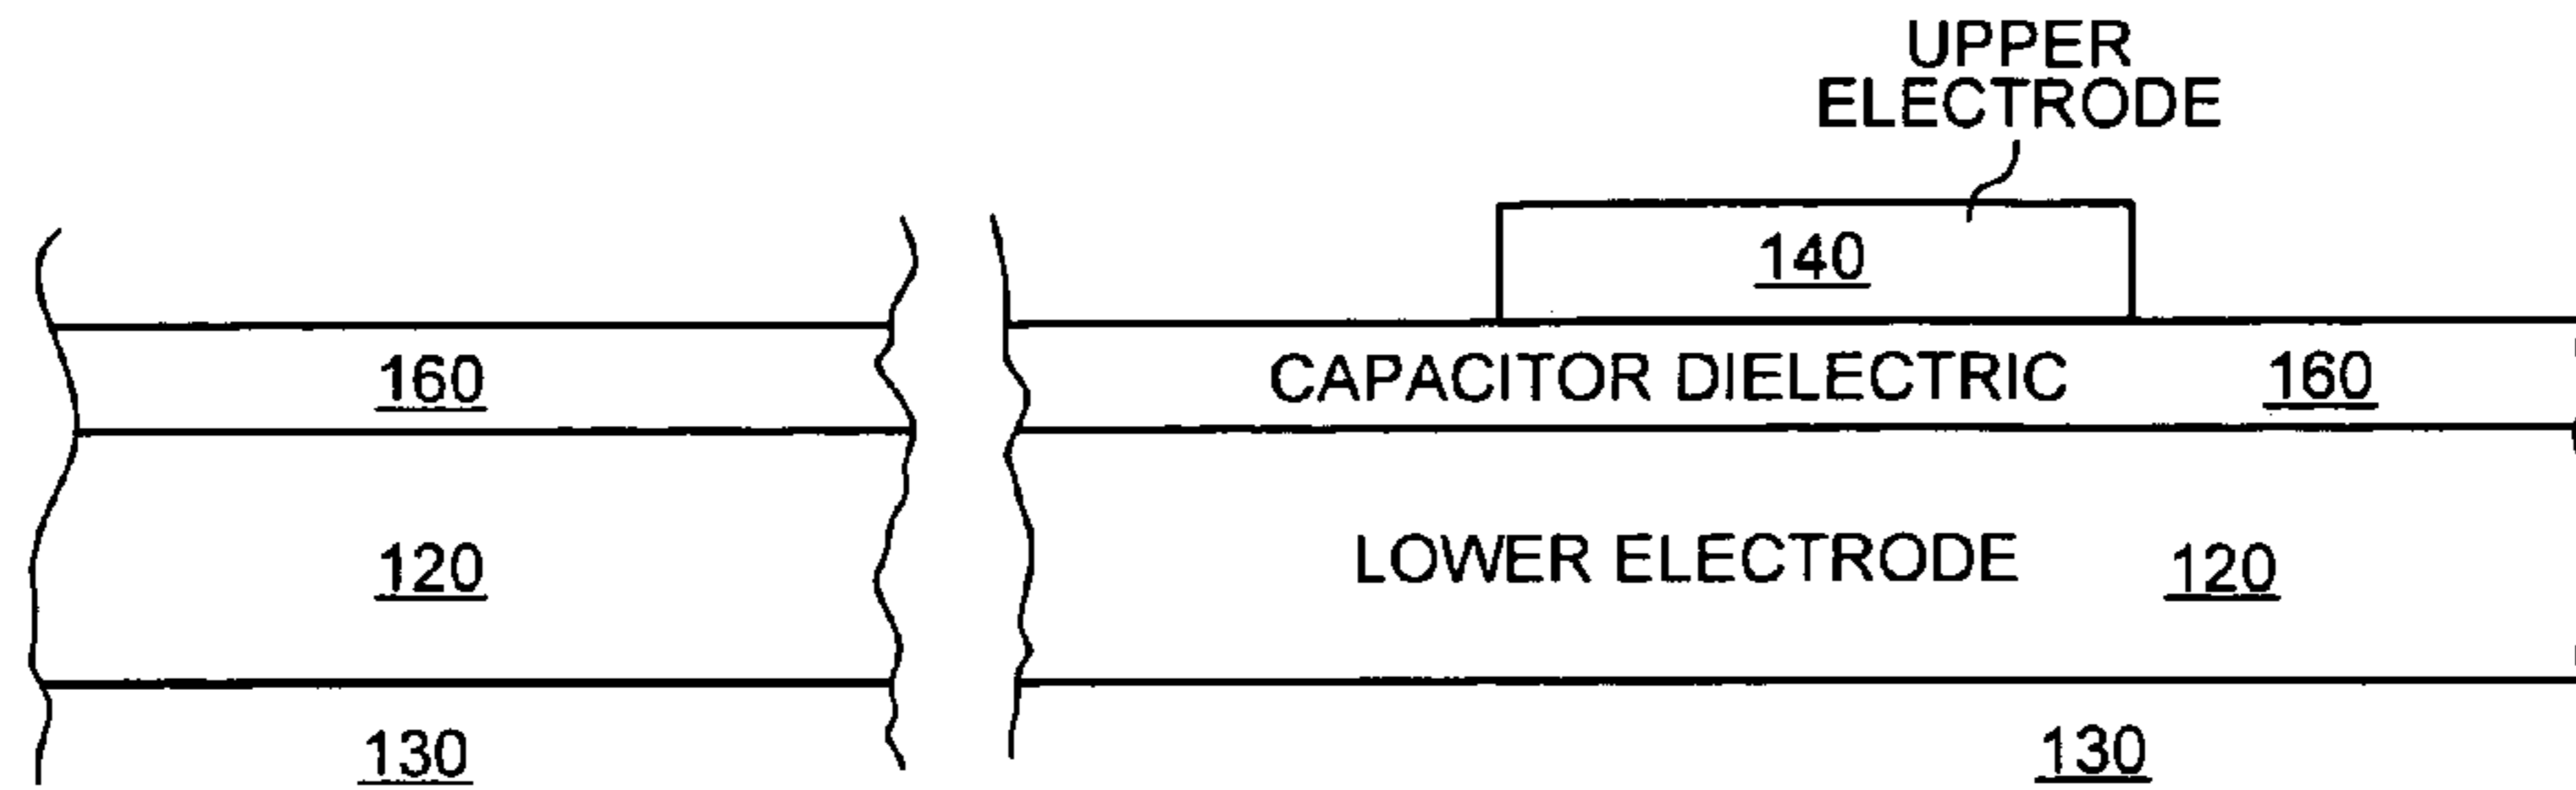 UPPER
ELECTRODE
140
160
CAPACITOR DIELECTRIC 160
120
LOWER ELECTRODE 120
130
130